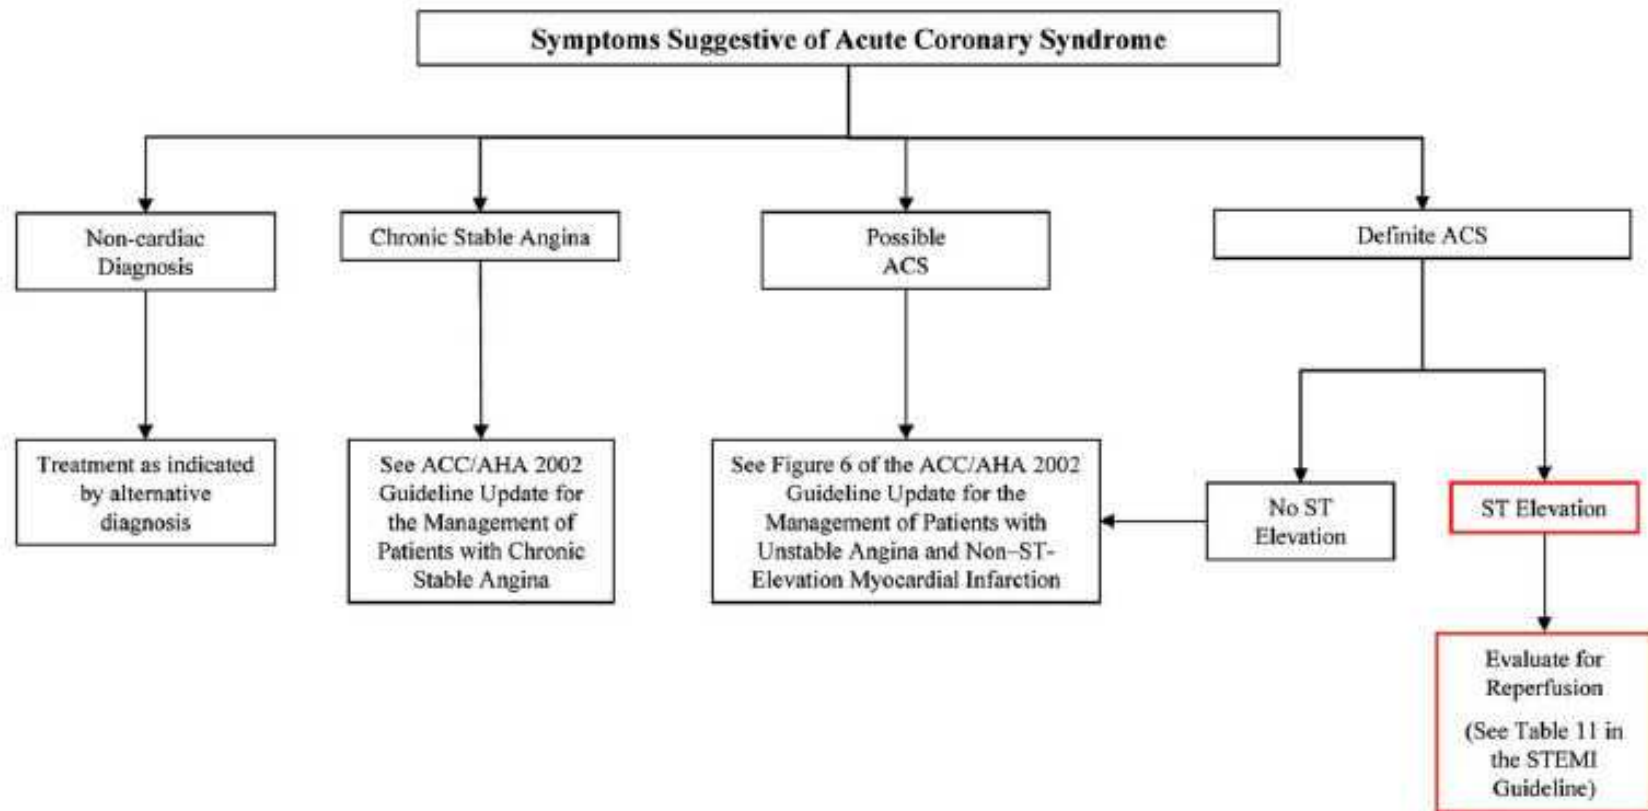 Symptoms Suggestive of Acute Coronary Syndrome
Non-cardiac
Diagnosis
Chronic Stable Angina
Possible
ACS
Definite ACS
Treatment as indicated
by alternative
diagnosis
See ACC/AHA 2002
Guideline Update for
the Management of
Patients with Chronic
Stable Angina
See Figure 6 of the ACC/AHA 2002
Guideline Update for the
Management of Patients with
Unstable Angina and Non–ST-
Elevation Myocardial Infarction
No ST
Elevation
ST Elevation
Evaluate for
Reperfusion
(See Table 11 in
the STEMI
Guideline)